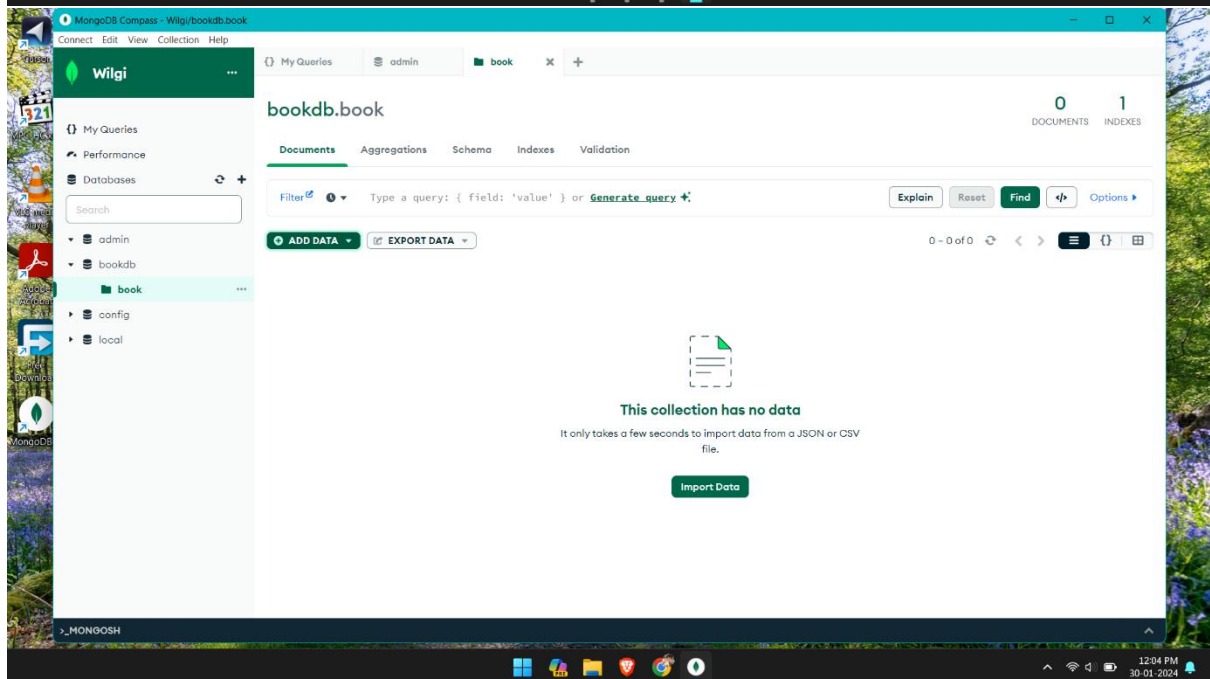 MongoDB Compass - Wilgi/bookdb.book
Connect Edit View Collection Help
Wilgi
...
{} My Queries
admin
book
bookdb.book
0
DOCUMENTS
1
INDEXES
{} My Queries
Performance
Databases
Search
admin
bookdb
book
...
config
local
Documents Aggregations Schema Indexes Validation
Filter
Type a query: { field: 'value' } or Generate query
Explain Reset Find </> Options
ADD DATA
EXPORT DATA
0 - 0 of 0
{}
This collection has no data
It only takes a few seconds to import data from a JSON or CSV
file.
Import Data
>_MONGOSH
321
Adobe
Acrobat
MongoDB
12:04 PM
30-01-2024